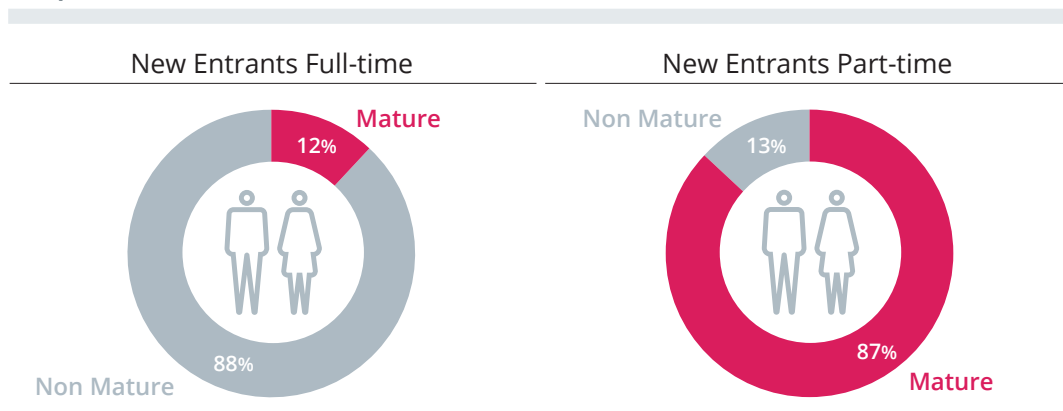 New Entrants Full-time
Mature
12%
88%
Non Mature
New Entrants Part-time
Non Mature
13%
87%
Mature